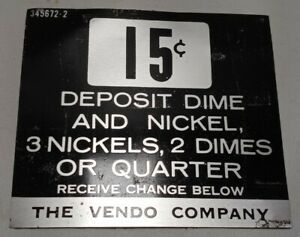 345672-2
15¢
DEPOSIT DIME
AND NICKEL,
3 NICKELS, 2 DIMES
OR QUARTER
RECEIVE CHANGE BELOW
THE VENDO COMPANY